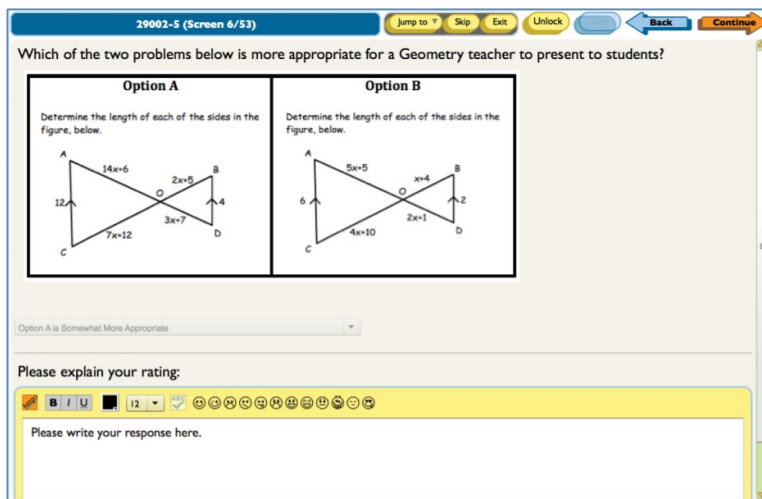 29002-5 (Screen 6/53)
Jump to
Skip
Exit
Unlock
Back
Continue
Which of the two problems below is more appropriate for a Geometry teacher to present to students?
Option A
Determine the length of each of the sides in the
figure, below.
A
14x+6
2x+5
B
O
12
4
3x+7
7x+12
D
C
Option B
Determine the length of each of the sides in the
figure, below.
A
5x+5
x+4
B
O
6
2
2x+1
4x+10
D
C
Option A is Somewhat More Appropriate
Please explain your rating:
B I U
12
ABC
Please write your response here.